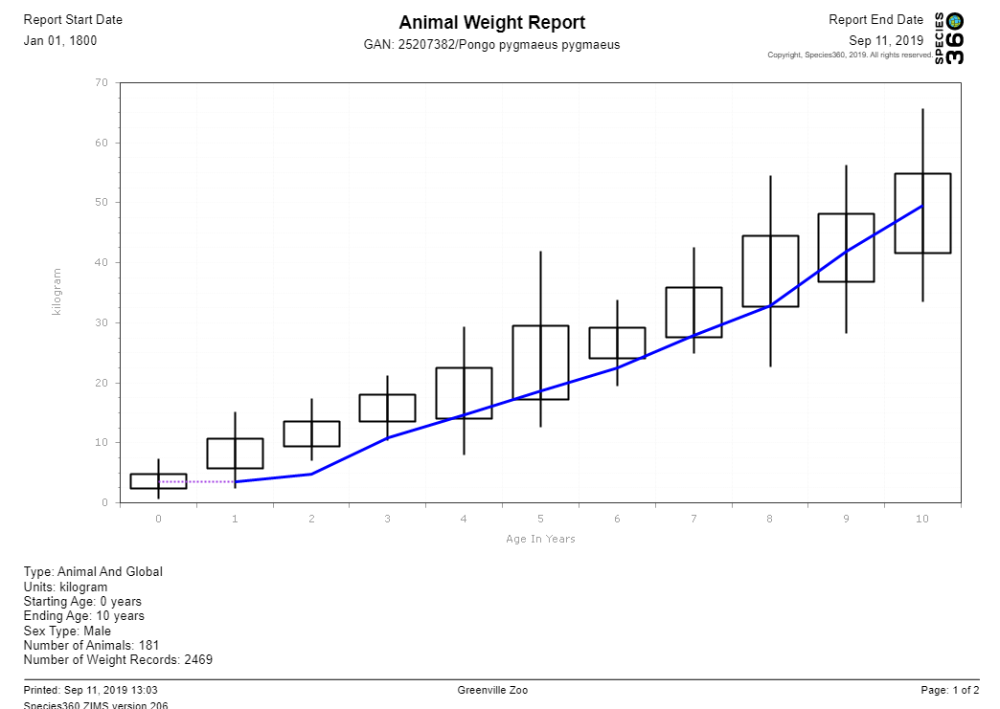 Report Start Date
Jan 01, 1800
Animal Weight Report
GAN: 25207382/Pongo pygmaeus pygmaeus
Report End Date
Sep 11, 2019
Copyright, Species360, 2019. All rights reserved.
SPECIES
360
70
60
50
40
30
20
10
0
kilogram
0 1 2 3 4 5 6 7 8 9 10
Age In Years
Type: Animal And Global
Units: kilogram
Starting Age: 0 years
Ending Age: 10 years
Sex Type: Male
Number of Animals: 181
Number of Weight Records: 2469
Printed: Sep 11, 2019 13:03
Greenville Zoo
Page: 1 of 2
Species360 ZIMS version 206